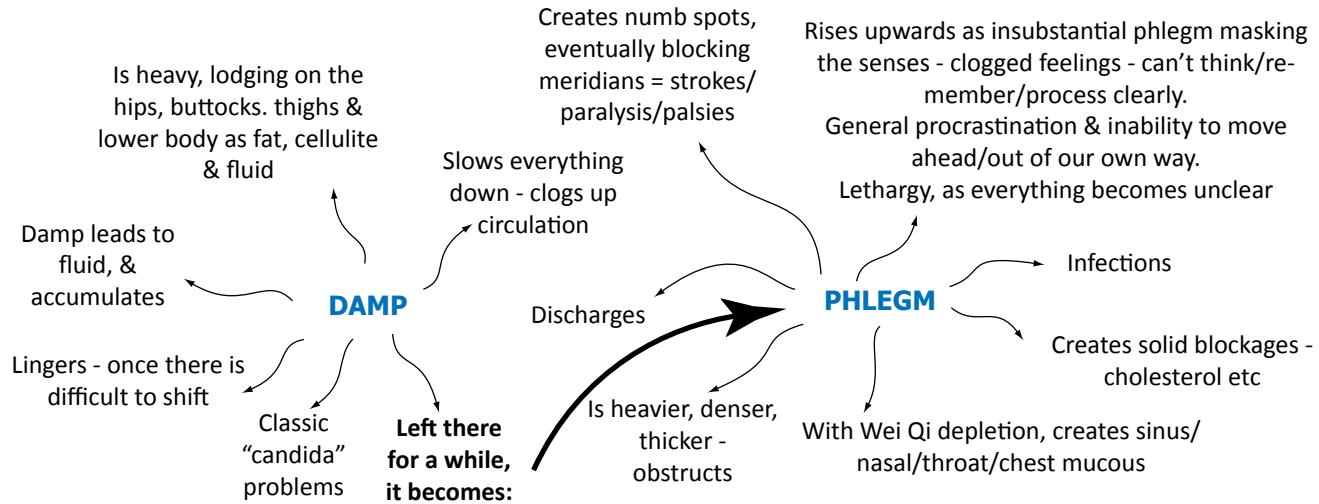 Is heavy, lodging on the
hips, buttocks. thighs &
lower body as fat, cellulite
& fluid
Slows everything
down - clogs up
circulation
Damp leads to
fluid, &
accumulates
DAMP
Lingers - once there is
difficult to shift
Classic
“candida”
problems
Left there
for a while,
it becomes:
Creates numb spots,
eventually blocking
meridians = strokes/
paralysis/palsies
Rises upwards as insubstantial phlegm masking
the senses - clogged feelings - can’t think/re-
member/process clearly.
General procrastination & inability to move
ahead/out of our own way.
Lethargy, as everything becomes unclear
Discharges
PHLEGM
Infections
Creates solid blockages -
cholesterol etc
Is heavier, denser,
thicker -
obstructs
With Wei Qi depletion, creates sinus/
nasal/throat/chest mucous